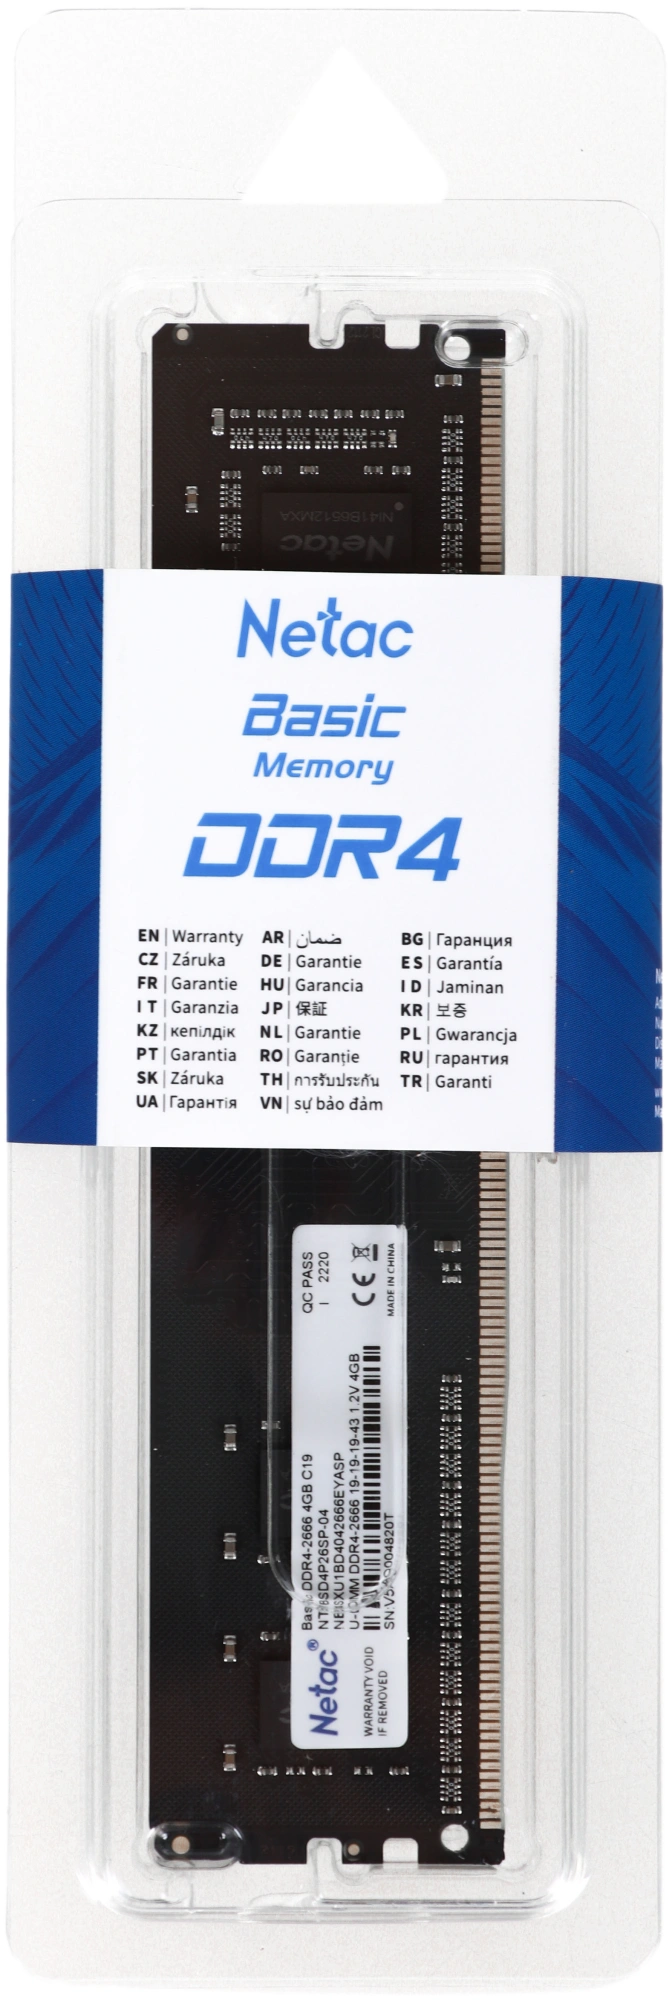 NI41B6512MXA
Netac
Netac
Basic
Memory
DDR4
EN | Warranty
CZ | Záruka
FR | Garantie
IT | Garanzia
KZ | кепілдік
PT | Garantia
SK | Záruka
UA | Гарантія
AR | ضمان
DE | Garantie
HU | Garancia
JP | 保証
NL | Garantie
RO | Garanție
TH | การรับประกัน
VN | sự bảo đảm
BG | Гаранция
ES | Garantía
ID | Jaminan
KR | 보증
PL | Gwarancja
RU | гарантия
TR | Garanti
Netac®
WARRANTY VOID
IF REMOVED
Basic DDR4-2666 4GB C19
QC PASS
I 2220
DDR4-2666 19-19-19-43 1.2V 4GB
CE
MADE IN CHINA